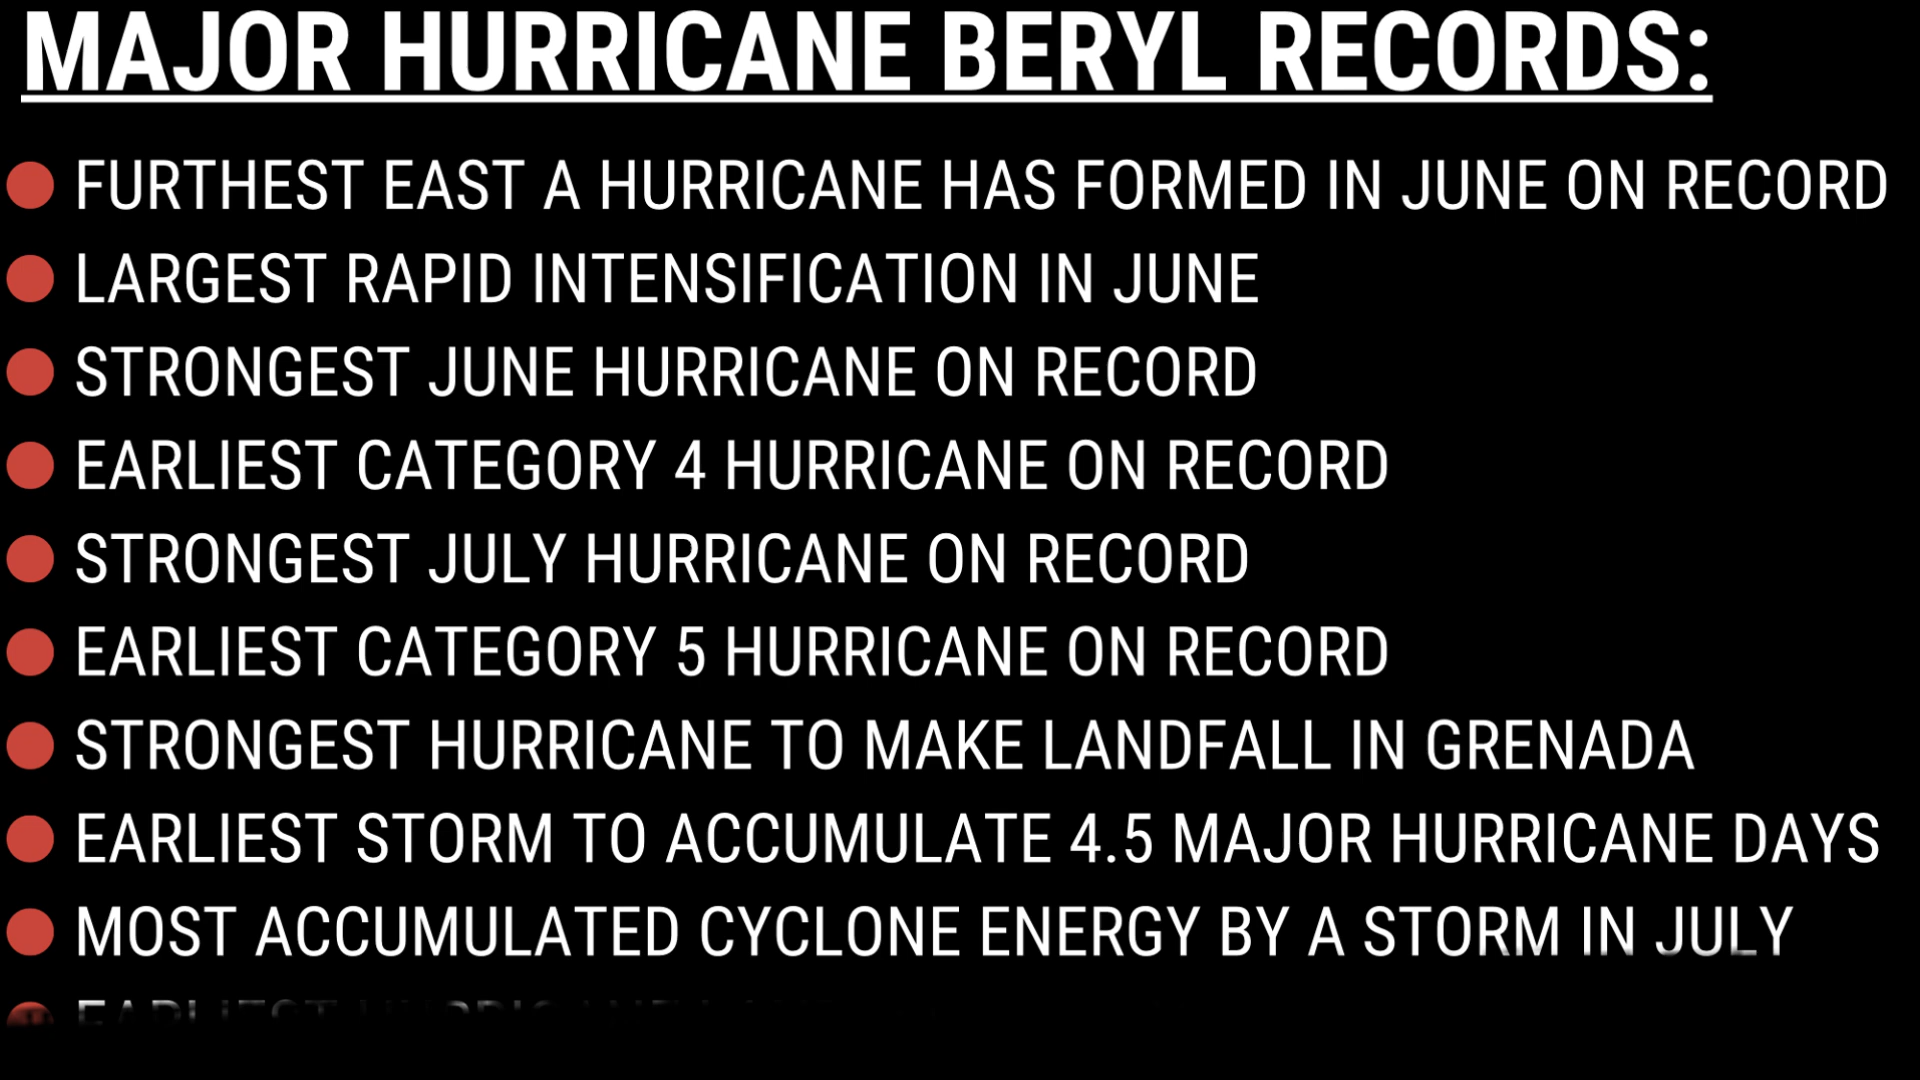 MAJOR HURRICANE BERYL RECORDS:
FURTHEST EAST A HURRICANE HAS FORMED IN JUNE ON RECORD
LARGEST RAPID INTENSIFICATION IN JUNE
STRONGEST JUNE HURRICANE ON RECORD
EARLIEST CATEGORY 4 HURRICANE ON RECORD
STRONGEST JULY HURRICANE ON RECORD
EARLIEST CATEGORY 5 HURRICANE ON RECORD
STRONGEST HURRICANE TO MAKE LANDFALL IN GRENADA
EARLIEST STORM TO ACCUMULATE 4.5 MAJOR HURRICANE DAYS
MOST ACCUMULATED CYCLONE ENERGY BY A STORM IN JULY
EARLIEST